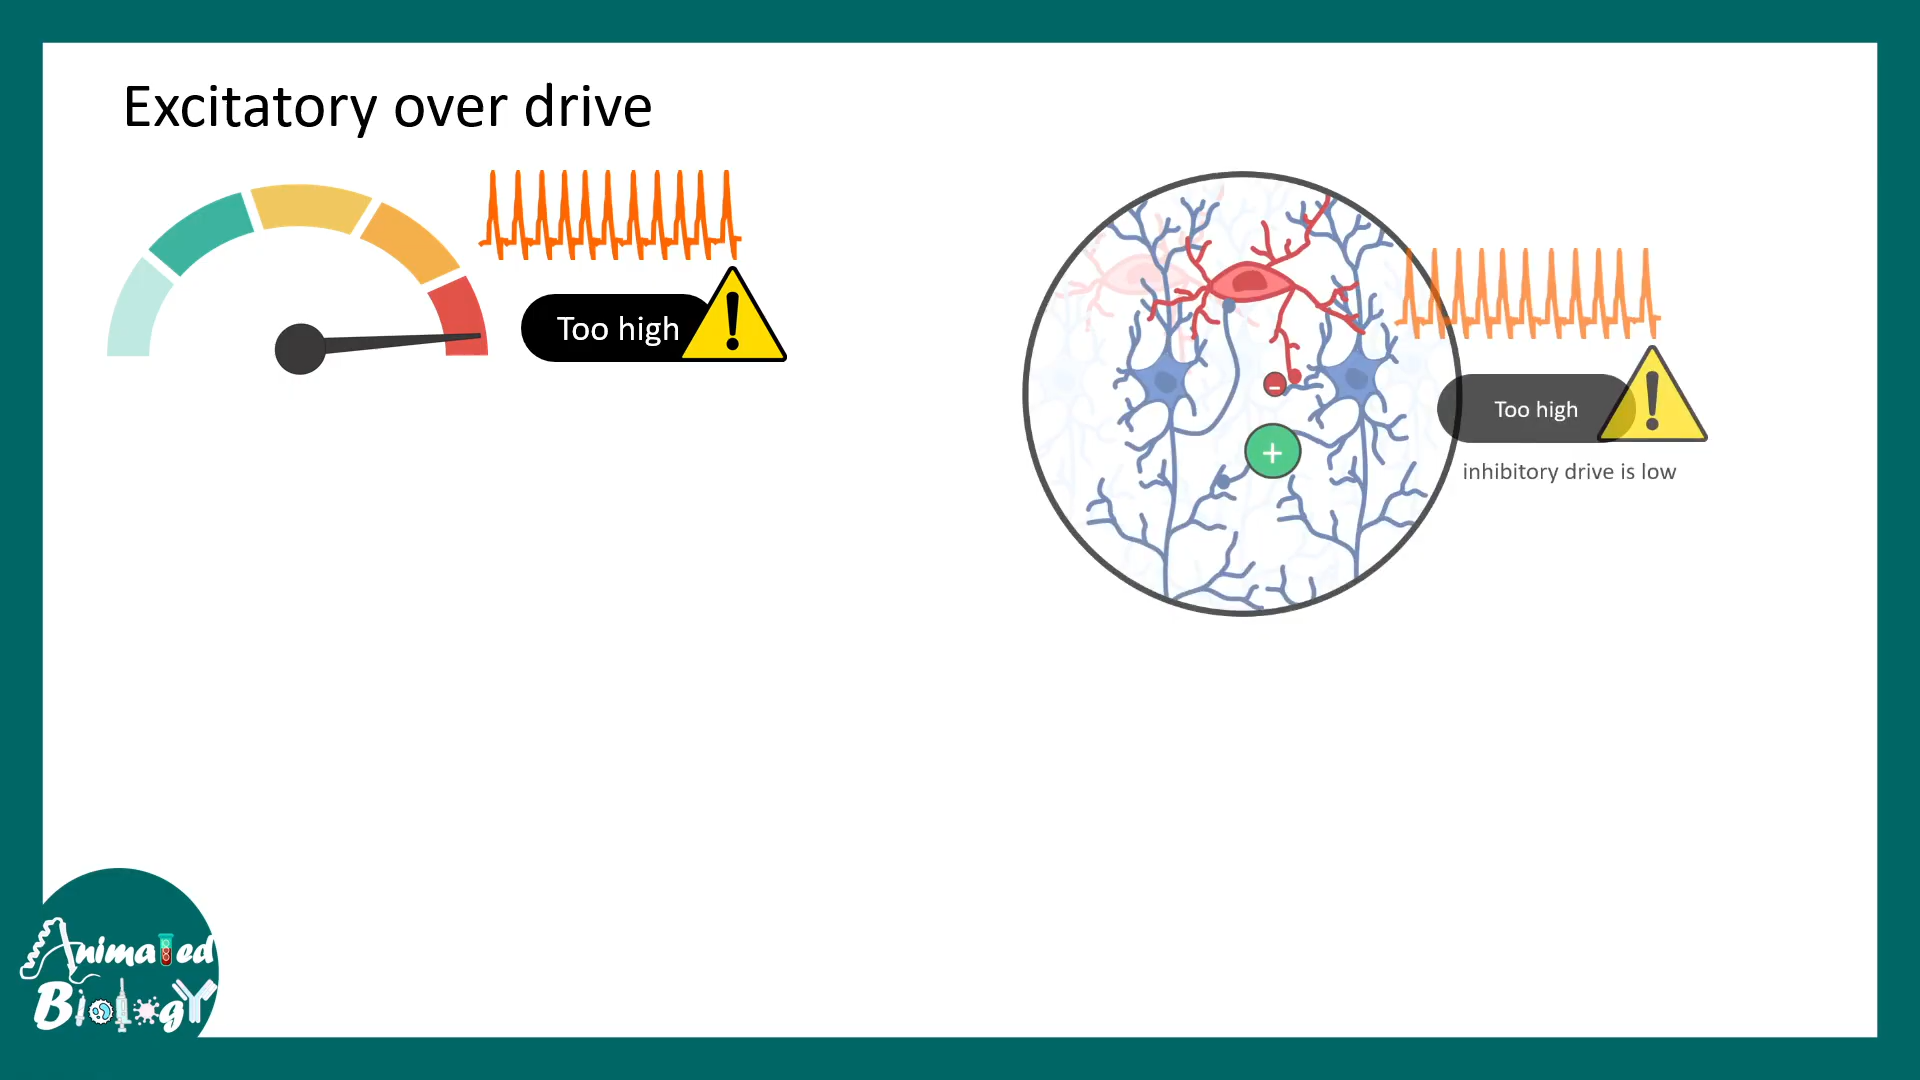 Excitatory over drive
Too high
+
-
Too high
inhibitory drive is low
Animated
Biology